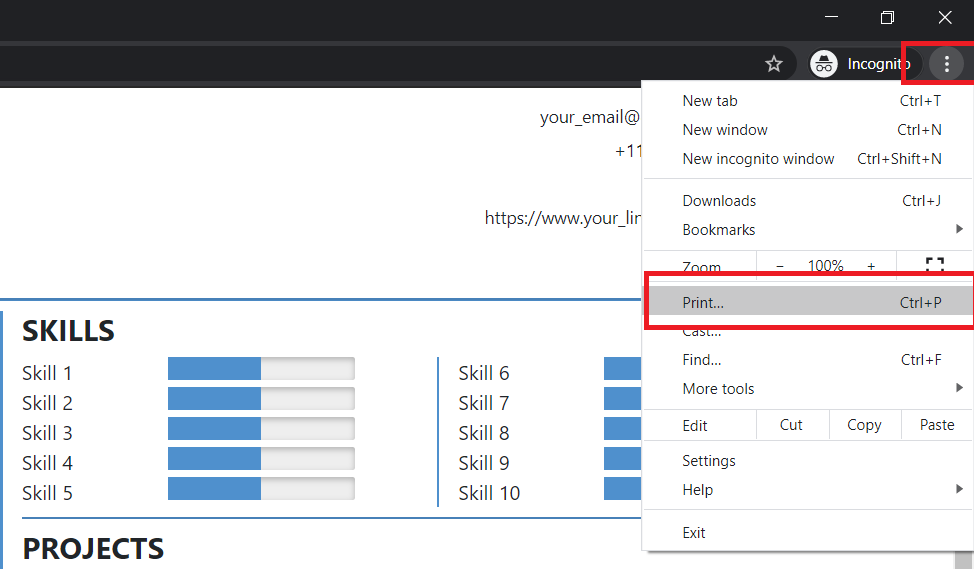 Incognito
your_email@
+11
https://www.your_lin
New tab Ctrl+T
New window Ctrl+N
New incognito window Ctrl+Shift+N
Downloads Ctrl+J
Bookmarks
Zoom - 100% +
Print... Ctrl+P
Cast...
Find... Ctrl+F
More tools
Edit Cut Copy Paste
Settings
Help
Exit
SKILLS
Skill 1
Skill 2
Skill 3
Skill 4
Skill 5
Skill 6
Skill 7
Skill 8
Skill 9
Skill 10
PROJECTS